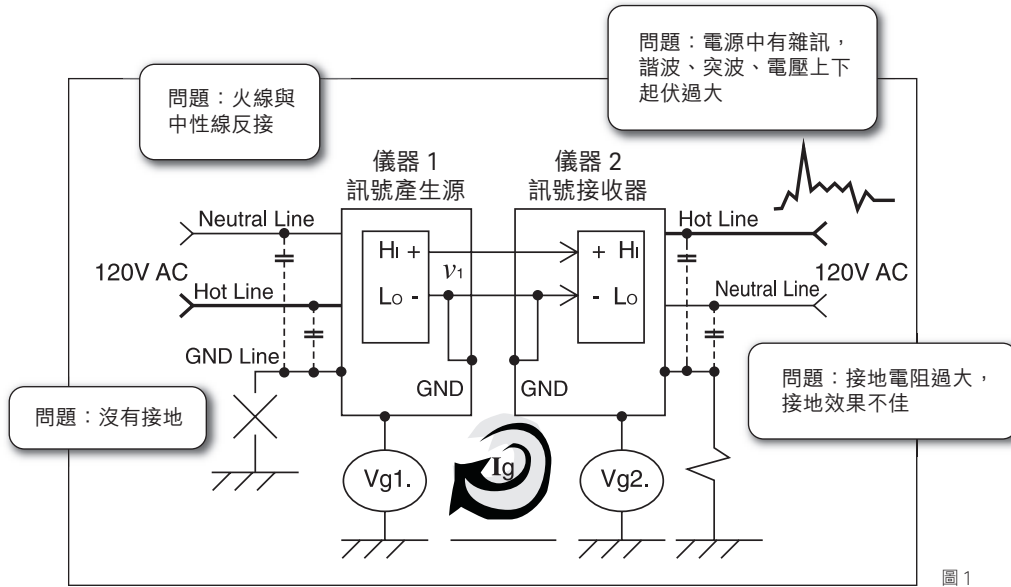 問題：電源中有雜訊，
諧波、突波、電壓上下
起伏過大
問題：火線與
中性線反接
儀器 1
訊號產生源
儀器 2
訊號接收器
Neutral Line
Hot Line
HI +
+ HI
120V AC
v1
120V AC
Hot Line
LO -
- LO
Neutral Line
GND Line
GND
GND
問題：接地電阻過大，
接地效果不佳
問題：沒有接地
Vg1.
Ig
Vg2.
圖 1